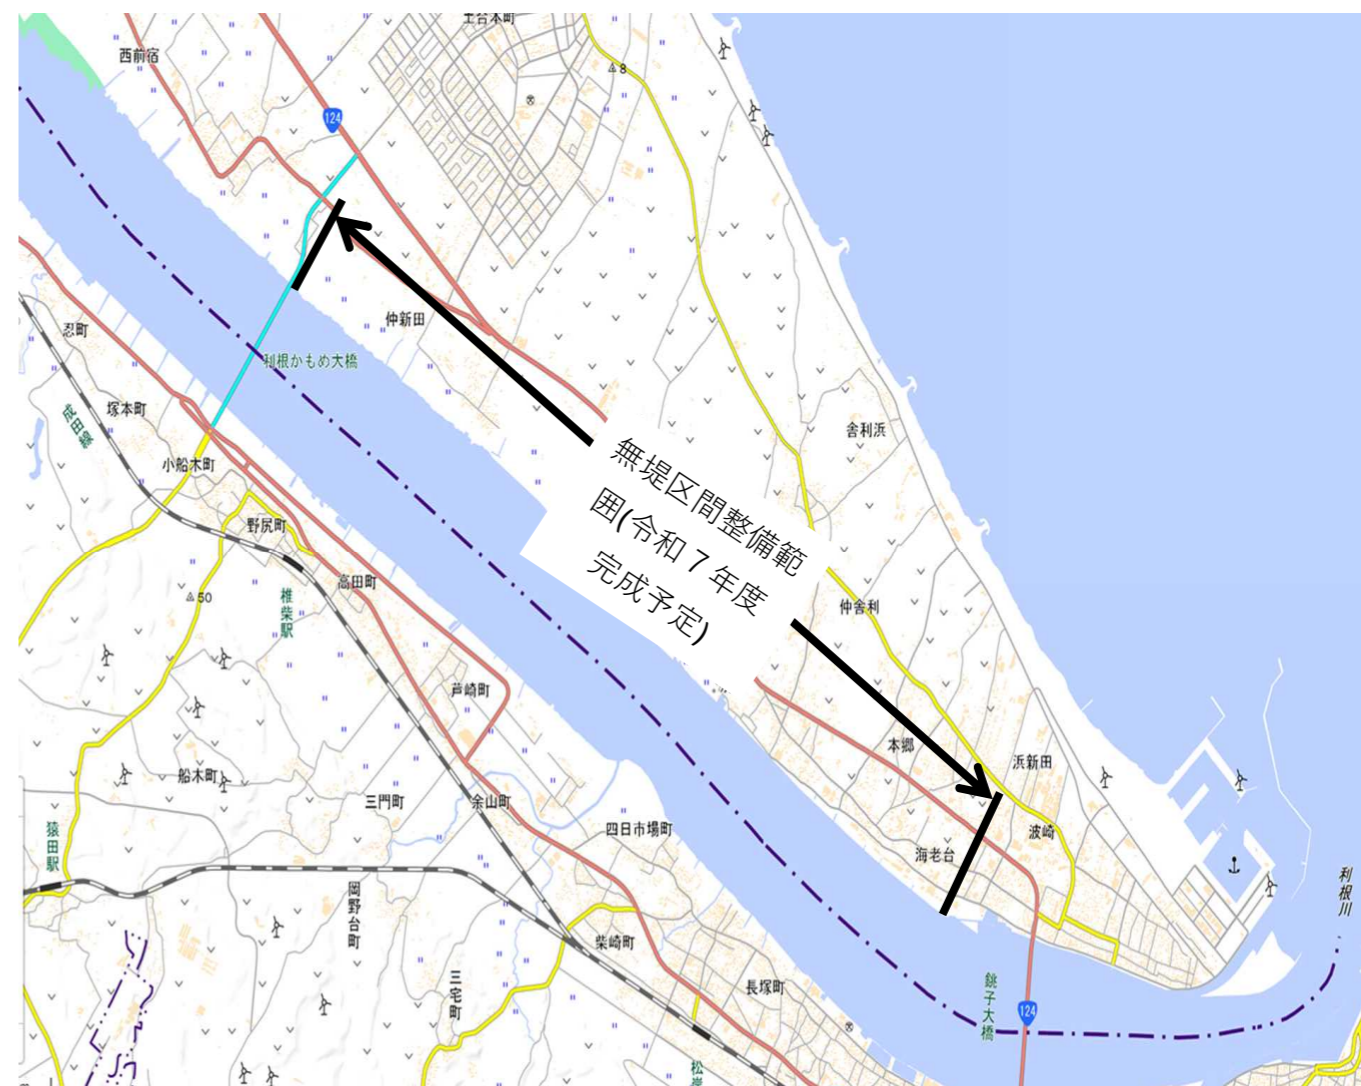 土合本町
西前宿
8
124
仲新田
忍町
利根かもめ大橋
成田線
塚本町
小船木町
舎利浜
野尻町
無堤区間整備範
囲(令和７年度
完成予定)
高田町
50
椎柴駅
仲舎利
芦崎町
本郷
浜新田
船木町
三門町
余山町
四日市場町
波崎
猿田駅
海老台
利根川
岡野台町
柴崎町
三宅町
長塚町
銚子大橋
124